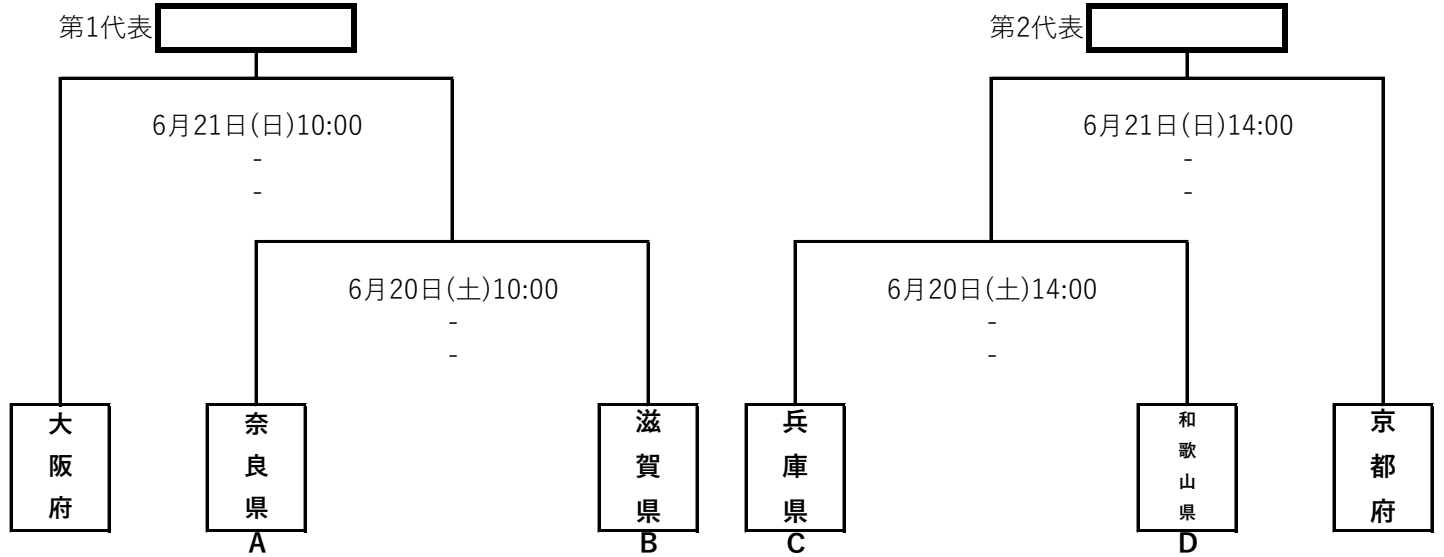 第1代表
第2代表
6月21日(日)10:00
-
-
6月21日(日)14:00
-
-
6月20日(土)10:00
-
-
6月20日(土)14:00
-
-
大阪府
奈良県
滋賀県
兵庫県
和歌山県
京都府
A
B
C
D